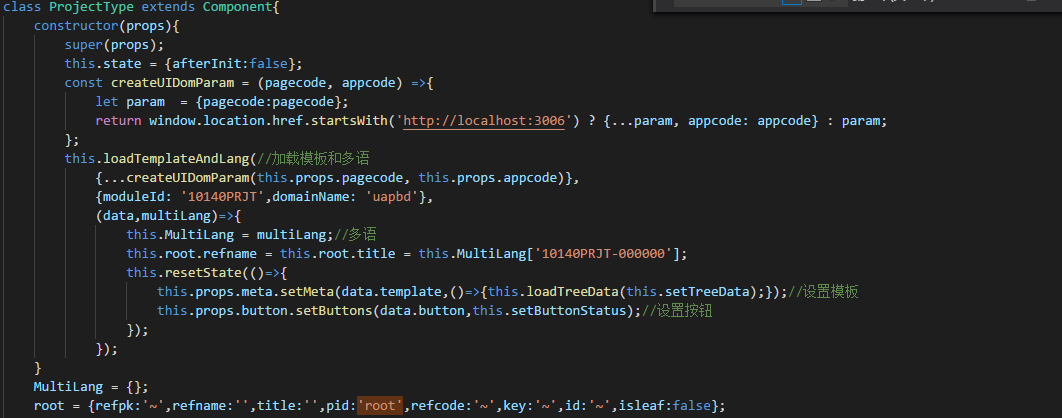 class ProjectType extends Component{
    constructor(props){
        super(props);
        this.state = {afterInit:false};
        const createUIDomParam = (pagecode, appcode) =>{
            let param  = {pagecode:pagecode};
            return window.location.href.startsWith('http://localhost:3006') ? {...param, appcode: appcode} : param;
        };
        this.loadTemplateAndLang(//加载模板和多语
            {...createUIDomParam(this.props.pagecode, this.props.appcode)},
            {moduleId: '10140PRJT',domainName: 'uapbd'},
            (data,multiLang)=>{
                this.MultiLang = multiLang;//多语
                this.root.refname = this.root.title = this.MultiLang['10140PRJT-000000'];
                this.resetState(()=>{
                    this.props.meta.setMeta(data.template,()=>{this.loadTreeData(this.setTreeData);});//设置模板
                    this.props.button.setButtons(data.button,this.setButtonStatus);//设置按钮
                });
            });
    }
    MultiLang = {};
    root = {refpk:'~',refname:'',title:'',pid:'root',refcode:'~',key:'~',id:'~',isleaf:false};